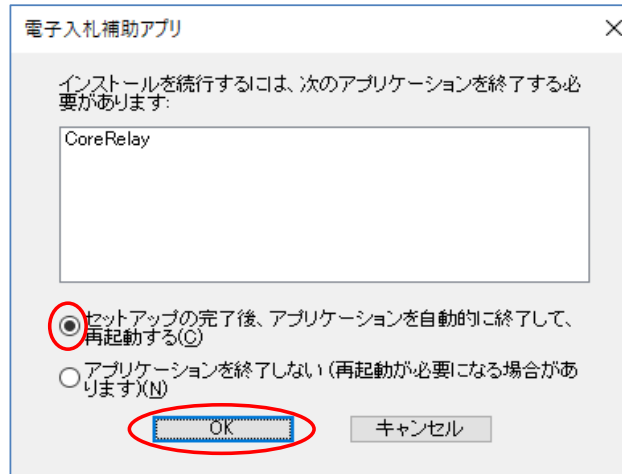 電子入札補助アプリ
インストールを続行するには、次のアプリケーションを終了する必
要があります:
CoreRelay
セットアップの完了後、アプリケーションを自動的に終了して、
再起動する(C)
アプリケーションを終了しない(再起動が必要になる場合があ
ります)(N)
OK
キャンセル